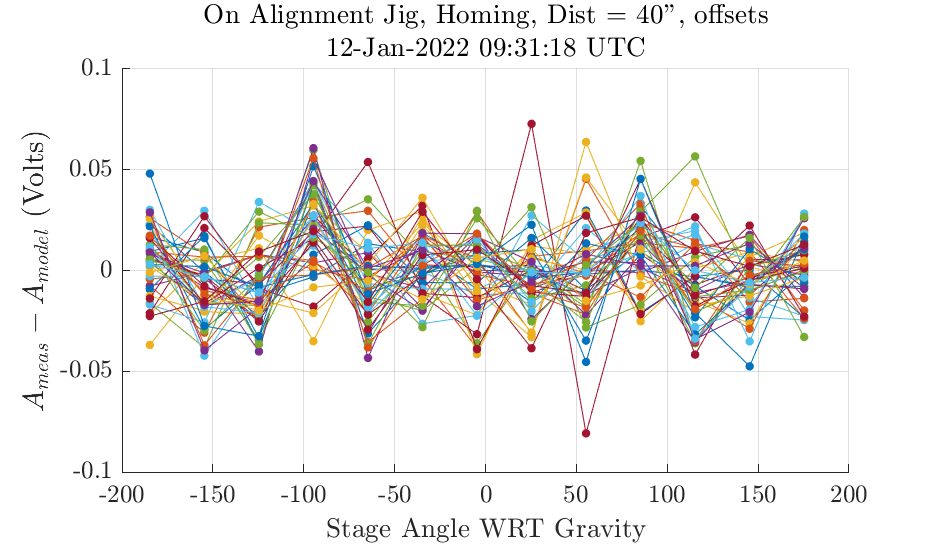 On Alignment Jig, Homing, Dist = 40”, offsets
12-Jan-2022 09:31:18 UTC
0.1
0.05
0
-0.05
-0.1
A_meas − A_model (Volts)
-200 -150 -100 -50 0 50 100 150 200
Stage Angle WRT Gravity